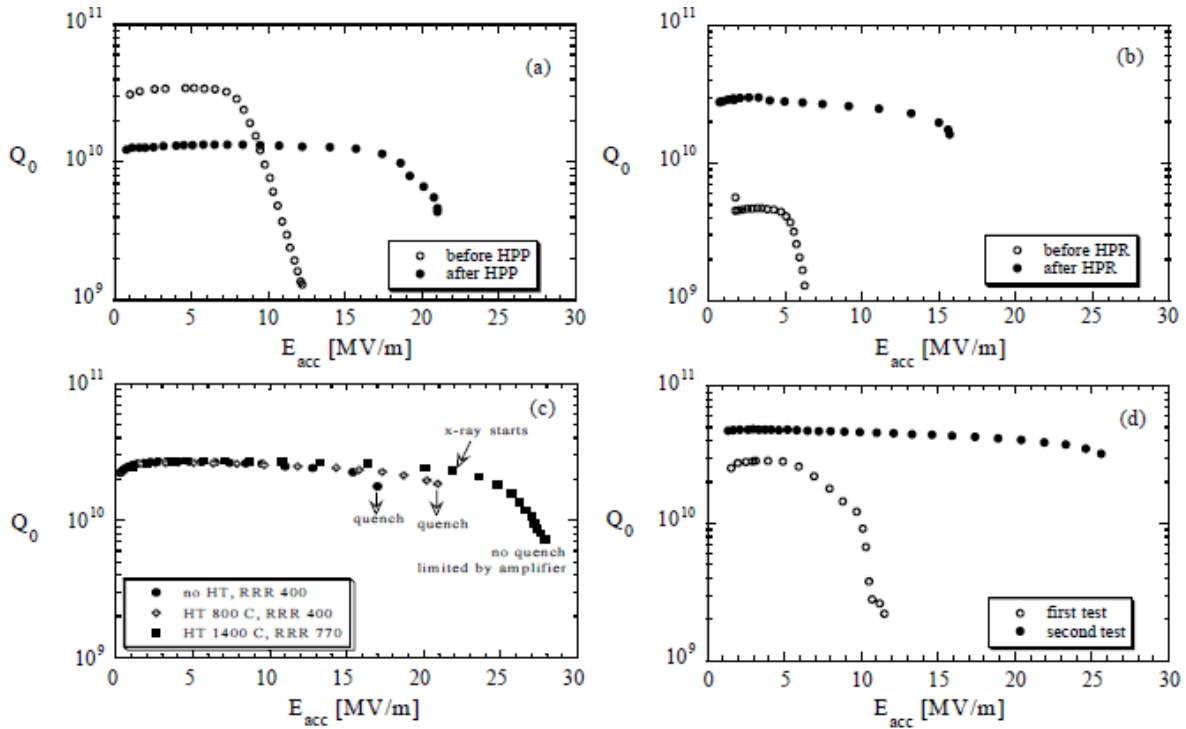 10^11
(a)
Q_0
10^10
before HPP
after HPP
10^9
0 5 10 15 20 25 30
E_acc [MV/m]
10^11
(b)
Q_0
10^10
before HPR
after HPR
10^9
0 5 10 15 20 25 30
E_acc [MV/m]
10^11
(c)
x-ray starts
Q_0
10^10
quench
quench
no quench
limited by amplifier
no HT, RRR 400
HT 800 C, RRR 400
HT 1400 C, RRR 770
10^9
0 5 10 15 20 25 30
E_acc [MV/m]
10^11
(d)
Q_0
10^10
first test
second test
10^9
0 5 10 15 20 25 30
E_acc [MV/m]